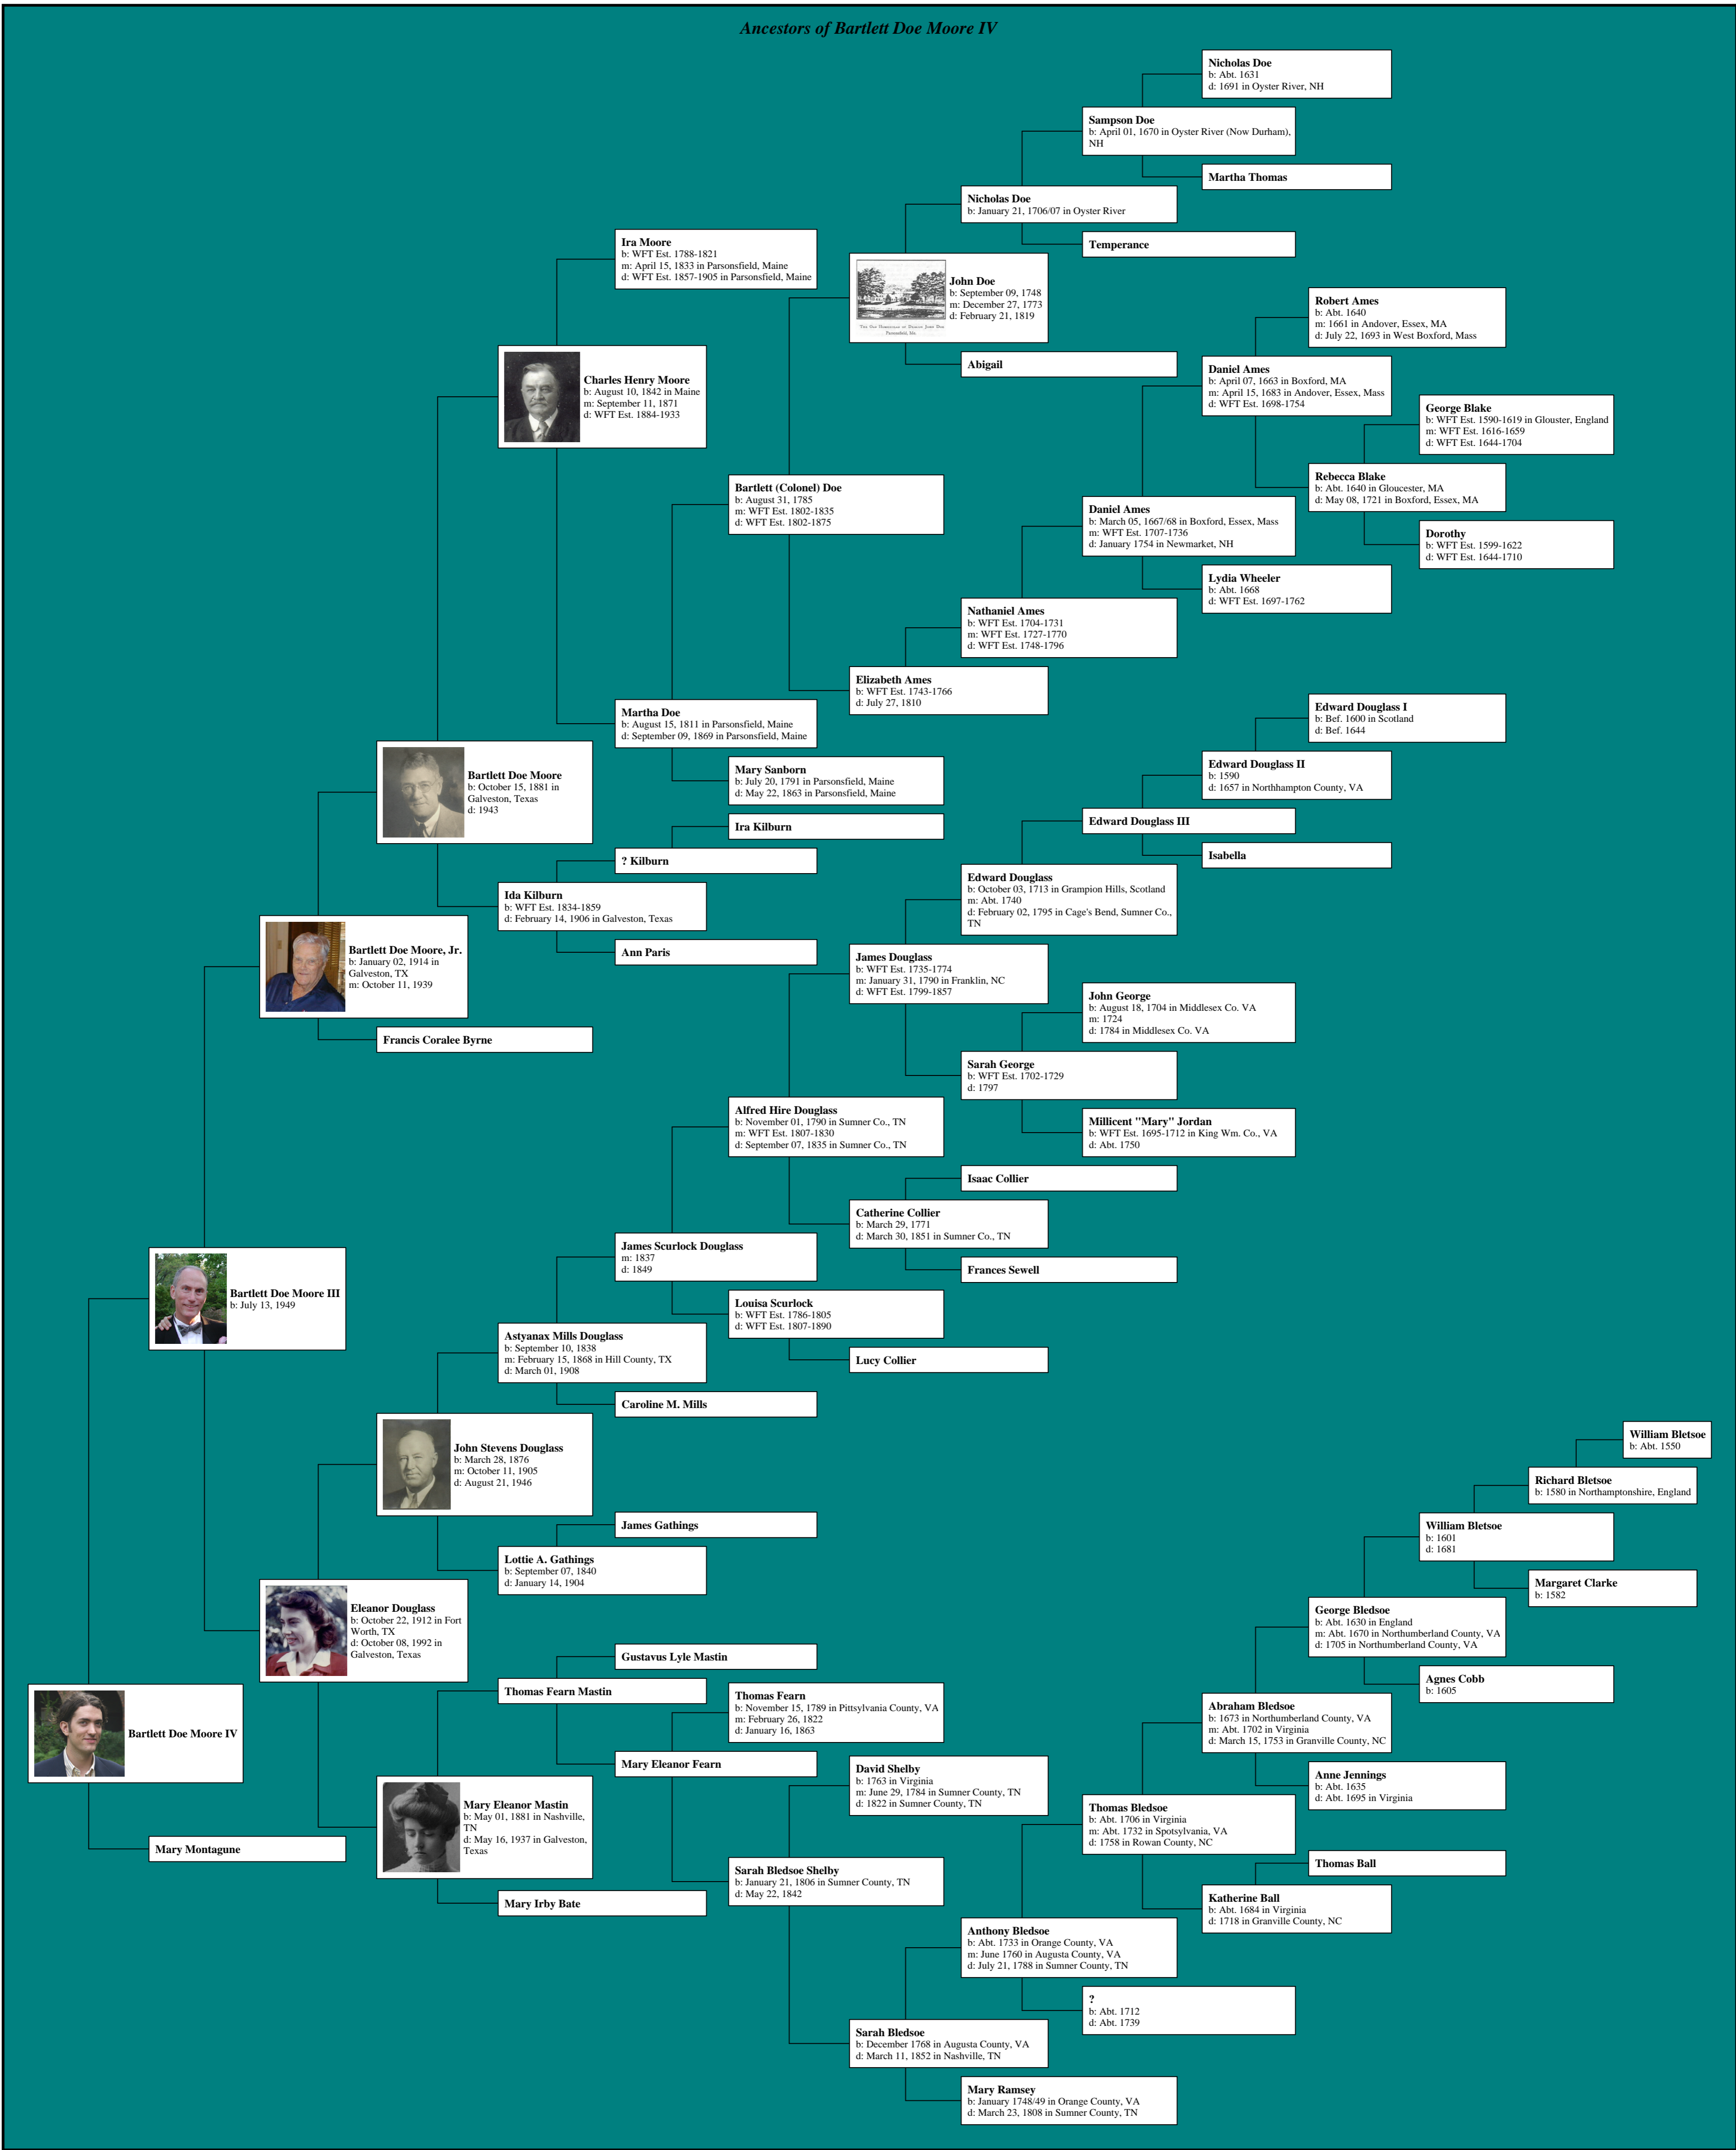 Ancestors of Bartlett Doe Moore IV
Nicholas Doe
b: Abt. 1631
d: 1691 in Oyster River, NH
Sampson Doe
b: April 01, 1670 in Oyster River (Now Durham),
NH
Martha Thomas
Nicholas Doe
b: January 21, 1706/07 in Oyster River
Temperance
Ira Moore
b: WFT Est. 1788-1821
m: April 15, 1833 in Parsonsfield, Maine
d: WFT Est. 1857-1905 in Parsonsfield, Maine
John Doe
b: September 09, 1748
m: December 27, 1773
d: February 21, 1819
The Old Homestead of Deacon John Doe
Parsonsfield, Me.
Abigail
Robert Ames
b: Abt. 1640
m: 1661 in Andover, Essex, MA
d: July 22, 1693 in West Boxford, Mass
Charles Henry Moore
b: August 10, 1842 in Maine
m: September 11, 1871
d: WFT Est. 1884-1933
Daniel Ames
b: April 07, 1663 in Boxford, MA
m: April 15, 1683 in Andover, Essex, Mass
d: WFT Est. 1698-1754
George Blake
b: WFT Est. 1590-1619 in Glouster, England
m: WFT Est. 1616-1659
d: WFT Est. 1644-1704
Rebecca Blake
b: Abt. 1640 in Gloucester, MA
d: May 08, 1721 in Boxford, Essex, MA
Bartlett (Colonel) Doe
b: August 31, 1785
m: WFT Est. 1802-1835
d: WFT Est. 1802-1875
Daniel Ames
b: March 05, 1667/68 in Boxford, Essex, Mass
m: WFT Est. 1707-1736
d: January 1754 in Newmarket, NH
Dorothy
b: WFT Est. 1599-1622
d: WFT Est. 1644-1710
Lydia Wheeler
b: Abt. 1668
d: WFT Est. 1697-1762
Nathaniel Ames
b: WFT Est. 1704-1731
m: WFT Est. 1727-1770
d: WFT Est. 1748-1796
Elizabeth Ames
b: WFT Est. 1743-1766
d: July 27, 1810
Martha Doe
b: August 15, 1811 in Parsonsfield, Maine
d: September 09, 1869 in Parsonsfield, Maine
Edward Douglass I
b: Bef. 1600 in Scotland
d: Bef. 1644
Bartlett Doe Moore
b: October 15, 1881 in
Galveston, Texas
d: 1943
Mary Sanborn
b: July 20, 1791 in Parsonsfield, Maine
d: May 22, 1863 in Parsonsfield, Maine
Edward Douglass II
b: 1590
d: 1657 in Northhampton County, VA
Ira Kilburn
Edward Douglass III
? Kilburn
Isabella
Ida Kilburn
b: WFT Est. 1834-1859
d: February 14, 1906 in Galveston, Texas
Edward Douglass
b: October 03, 1713 in Grampion Hills, Scotland
m: Abt. 1740
d: February 02, 1795 in Cage's Bend, Sumner Co.,
TN
Bartlett Doe Moore, Jr.
b: January 02, 1914 in
Galveston, TX
m: October 11, 1939
Ann Paris
James Douglass
b: WFT Est. 1735-1774
m: January 31, 1790 in Franklin, NC
d: WFT Est. 1799-1857
John George
b: August 18, 1704 in Middlesex Co. VA
m: 1724
d: 1784 in Middlesex Co. VA
Francis Coralee Byrne
Sarah George
b: WFT Est. 1702-1729
d: 1797
Alfred Hire Douglass
b: November 01, 1790 in Sumner Co., TN
m: WFT Est. 1807-1830
d: September 07, 1835 in Sumner Co., TN
Millicent "Mary" Jordan
b: WFT Est. 1695-1712 in King Wm. Co., VA
d: Abt. 1750
Isaac Collier
Catherine Collier
b: March 29, 1771
d: March 30, 1851 in Sumner Co., TN
James Scurlock Douglass
m: 1837
d: 1849
Frances Sewell
Bartlett Doe Moore III
b: July 13, 1949
Louisa Scurlock
b: WFT Est. 1786-1805
d: WFT Est. 1807-1890
Astyanax Mills Douglass
b: September 10, 1838
m: February 15, 1868 in Hill County, TX
d: March 01, 1908
Lucy Collier
Caroline M. Mills
John Stevens Douglass
b: March 28, 1876
m: October 11, 1905
d: August 21, 1946
William Bletsoe
b: Abt. 1550
Richard Bletsoe
b: 1580 in Northamptonshire, England
James Gathings
William Bletsoe
b: 1601
d: 1681
Lottie A. Gathings
b: September 07, 1840
d: January 14, 1904
Margaret Clarke
b: 1582
Eleanor Douglass
b: October 22, 1912 in Fort
Worth, TX
d: October 08, 1992 in
Galveston, Texas
George Bledsoe
b: Abt. 1630 in England
m: Abt. 1670 in Northumberland County, VA
d: 1705 in Northumberland County, VA
Gustavus Lyle Mastin
Agnes Cobb
b: 1605
Thomas Fearn Mastin
Thomas Fearn
b: November 15, 1789 in Pittsylvania County, VA
m: February 26, 1822
d: January 16, 1863
Abraham Bledsoe
b: 1673 in Northumberland County, VA
m: Abt. 1702 in Virginia
d: March 15, 1753 in Granville County, NC
Bartlett Doe Moore IV
Mary Eleanor Fearn
David Shelby
b: 1763 in Virginia
m: June 29, 1784 in Sumner County, TN
d: 1822 in Sumner County, TN
Anne Jennings
b: Abt. 1635
d: Abt. 1695 in Virginia
Mary Eleanor Mastin
b: May 01, 1881 in Nashville,
TN
d: May 16, 1937 in Galveston,
Texas
Thomas Bledsoe
b: Abt. 1706 in Virginia
m: Abt. 1732 in Spotsylvania, VA
d: 1758 in Rowan County, NC
Mary Montagune
Thomas Ball
Sarah Bledsoe Shelby
b: January 21, 1806 in Sumner County, TN
d: May 22, 1842
Katherine Ball
b: Abt. 1684 in Virginia
d: 1718 in Granville County, NC
Mary Irby Bate
Anthony Bledsoe
b: Abt. 1733 in Orange County, VA
m: June 1760 in Augusta County, VA
d: July 21, 1788 in Sumner County, TN
?
b: Abt. 1712
d: Abt. 1739
Sarah Bledsoe
b: December 1768 in Augusta County, VA
d: March 11, 1852 in Nashville, TN
Mary Ramsey
b: January 1748/49 in Orange County, VA
d: March 23, 1808 in Sumner County, TN